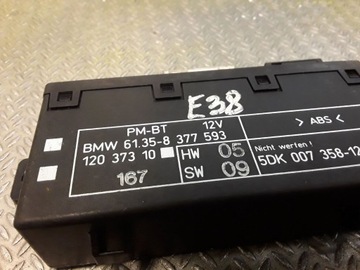 E38
PM-BT 12V
BMW 61.35-8 377 593
120 373 10 HW 05
167 SW 09
> ABS <
Nicht werfen !
5DK 007 358-12